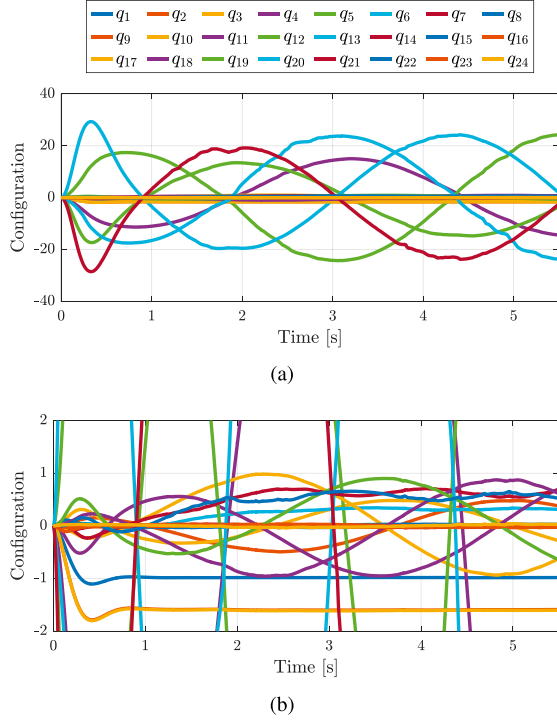 q1 q2 q3 q4 q5 q6 q7 q8
q9 q10 q11 q12 q13 q14 q15 q16
q17 q18 q19 q20 q21 q22 q23 q24
40
20
0
-20
-40
Configuration
0 1 2 3 4 5
Time [s]
(a)
2
1
0
-1
-2
Configuration
0 1 2 3 4 5
Time [s]
(b)